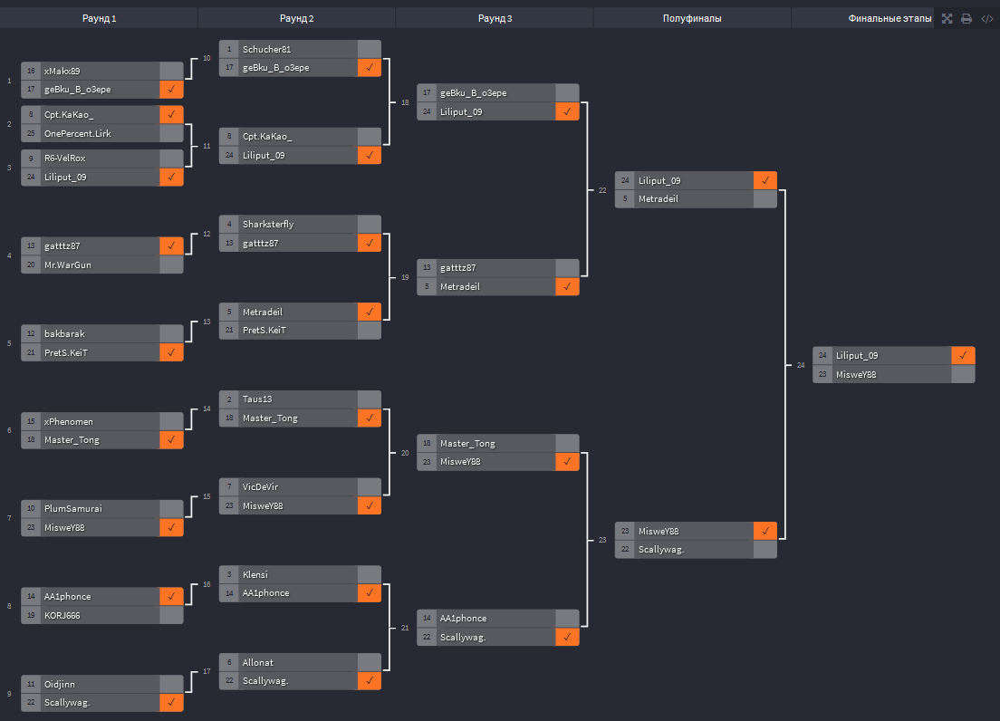 Раунд 1 Раунд 2 Раунд 3 Полуфиналы Финальные этапы
1
16 xMakx89
17 geBku_B_o3epe
2
8 Cpt.KaKao_
25 OnePercent.Lirk
3
9 R6-VelRox
24 Liliput_09
4
13 gatttz87
20 Mr.WarGun
5
12 bakbarak
21 PretS.KeiT
6
15 xPhenomen
18 Master_Tong
7
10 PlumSamurai
23 MisweY88
8
14 AA1phonce
19 KORJ666
9
11 Oidjinn
22 Scallywag.
10
1 Schucher81
17 geBku_B_o3epe
11
8 Cpt.KaKao_
24 Liliput_09
12
4 Sharksterfly
13 gatttz87
13
5 Metradeil
21 PretS.KeiT
14
2 Taus13
18 Master_Tong
15
7 VicDeVir
23 MisweY88
16
3 Klensi
14 AA1phonce
17
6 Allonat
22 Scallywag.
18
17 geBku_B_o3epe
24 Liliput_09
19
13 gatttz87
5 Metradeil
20
18 Master_Tong
23 MisweY88
21
14 AA1phonce
22 Scallywag.
22
24 Liliput_09
5 Metradeil
23
23 MisweY88
22 Scallywag.
24
24 Liliput_09
23 MisweY88